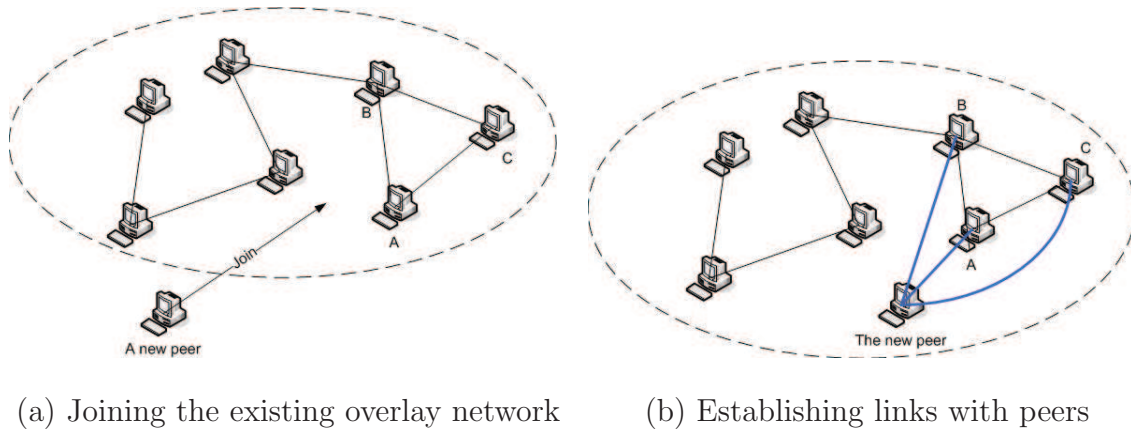 B
C
A
Join
A new peer
B
C
A
The new peer
(a) Joining the existing overlay network
(b) Establishing links with peers